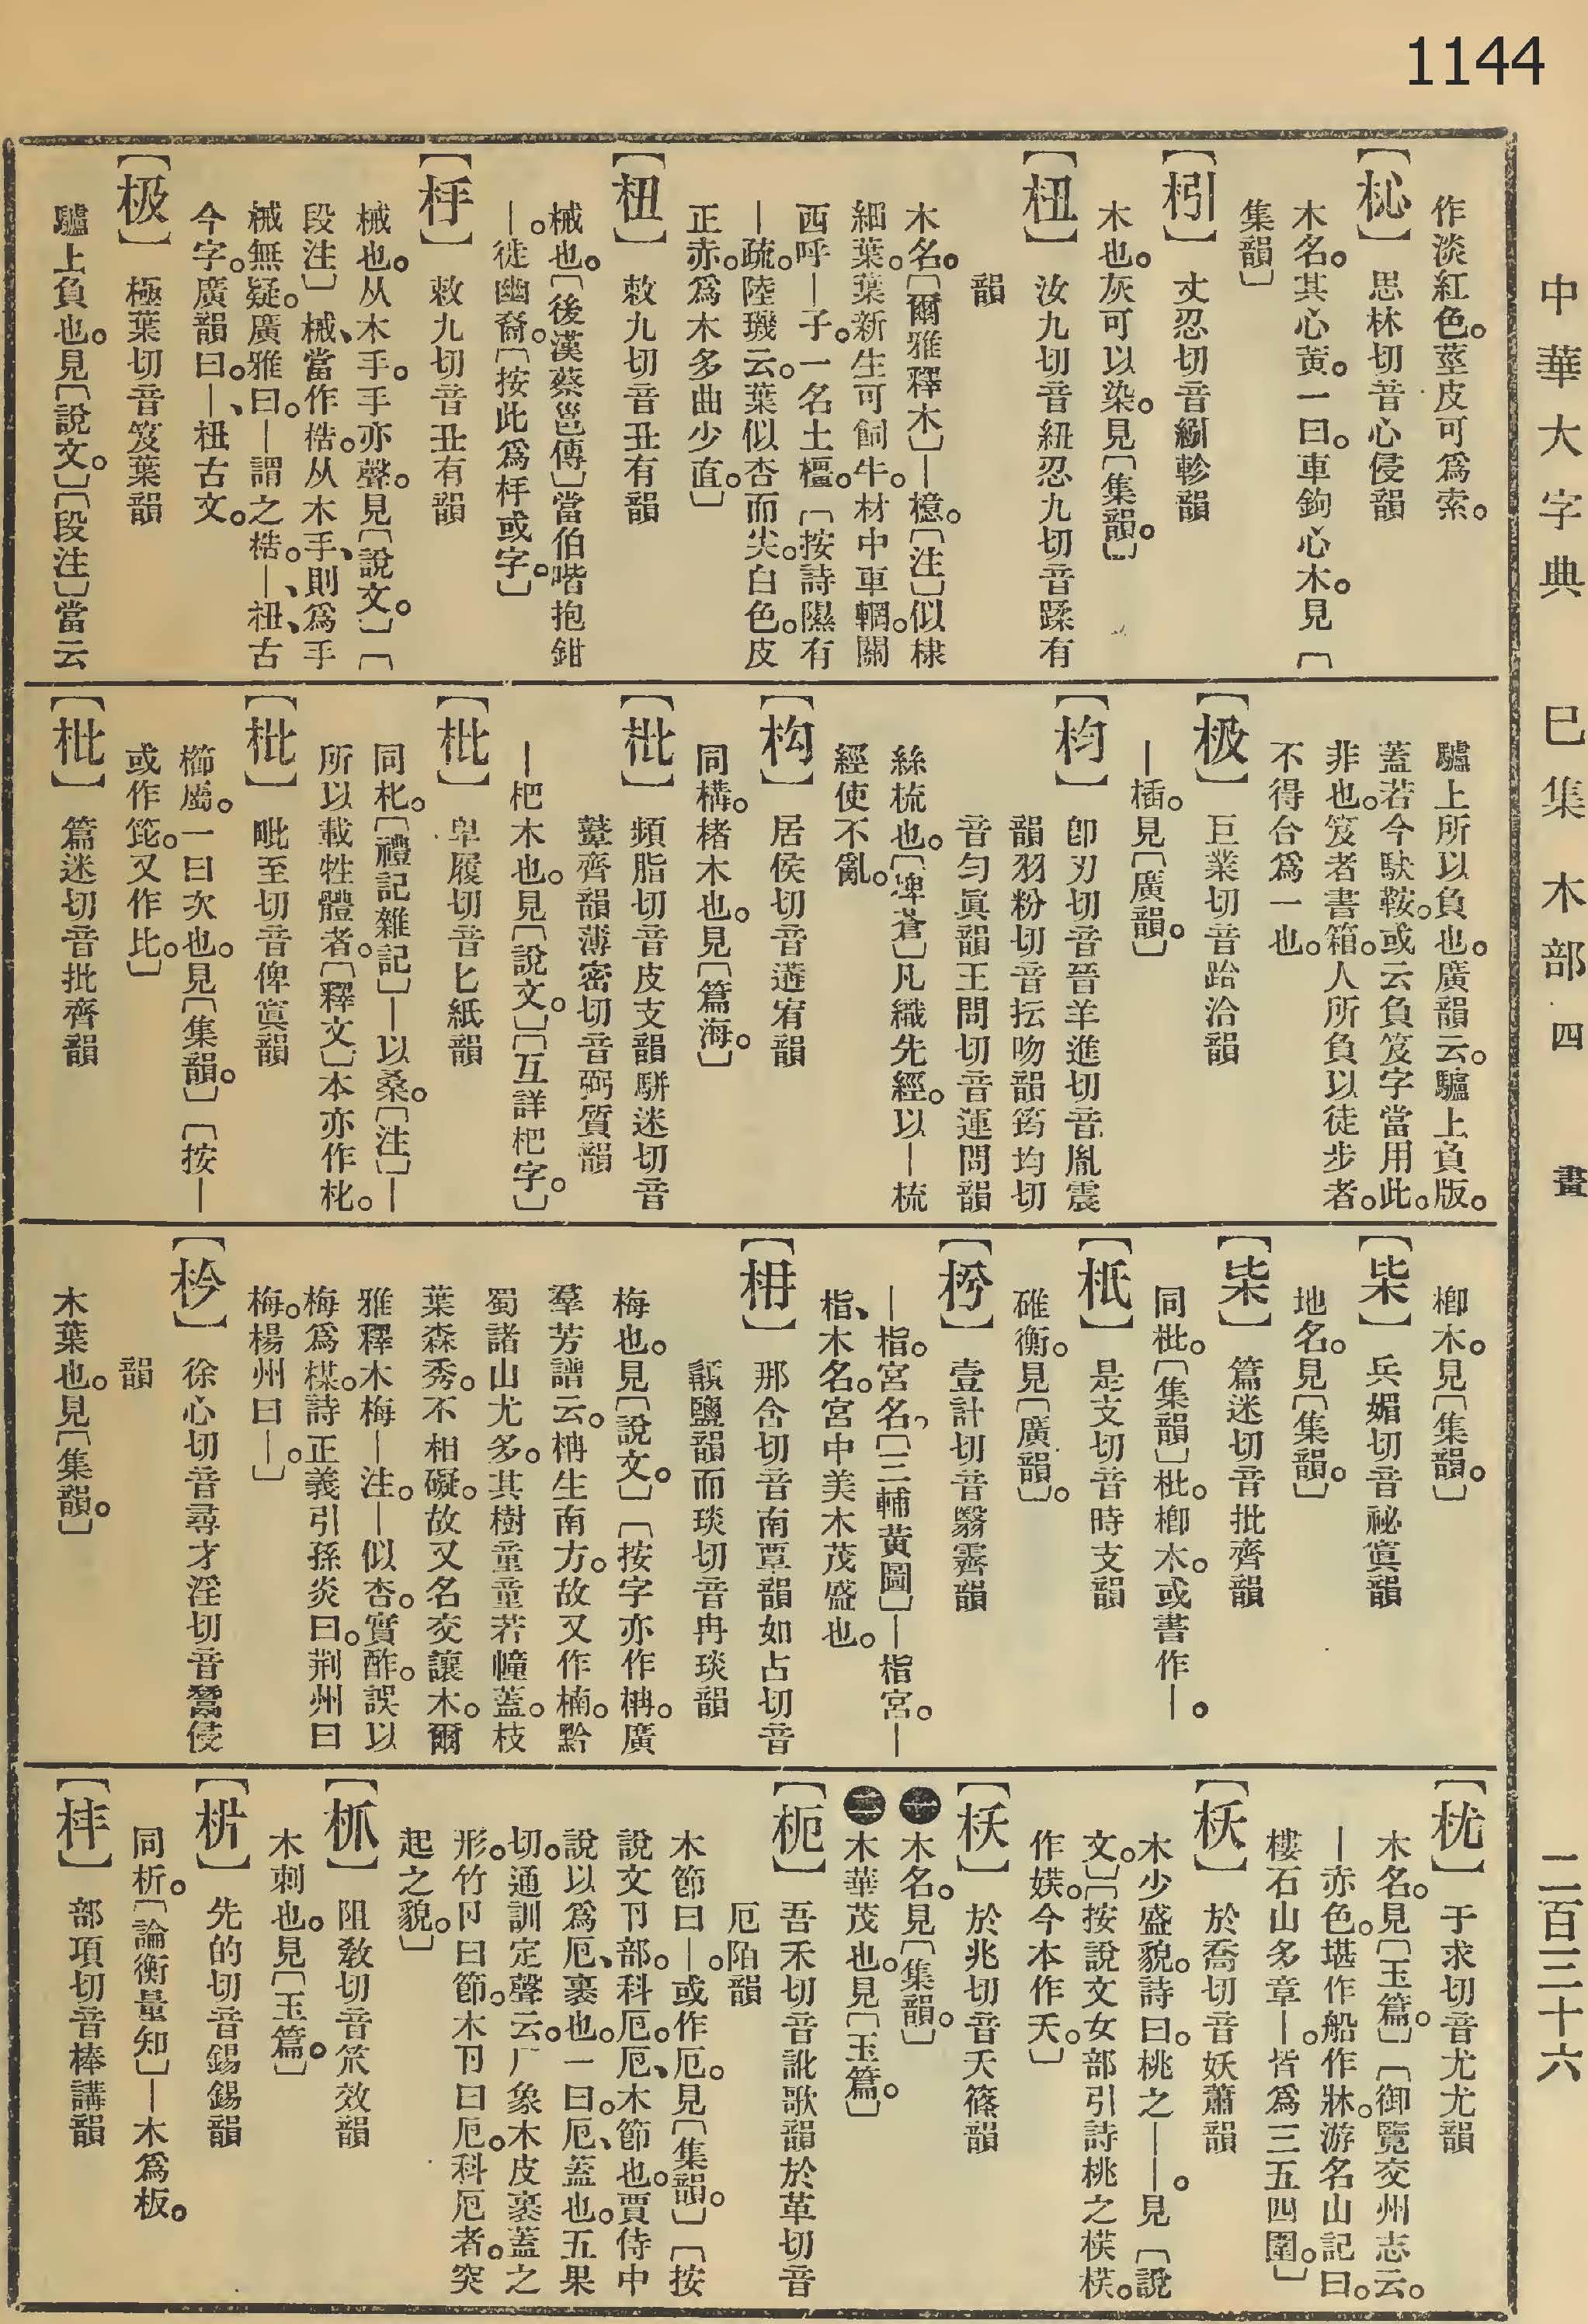 1144
中華大字典 巳集 木部 四畫 二百三十六
作淡紅色。莖皮可爲索。
【杺】思林切音心侵韻
木名。其心黃。一曰。車鉤心木。見〔
集韻〕
【杊】丈忍切音紖軫韻
木也。灰可以染。見〔集韻。〕
【杻】汝九切音紐忍九切音蹂有
韻
木名。〔爾雅釋木〕—檍。〔注〕似棣
細葉。葉新生可飼牛。材中車輞。關
西呼—子。一名土橿。〔按詩隰有
—疏。陸璣云。葉似杏而尖。白色。皮
正赤。爲木多曲少直。〕
【杻】敕九切音丑有韻
械也。〔後漢蔡邕傳〕當伯喈抱鉗
—。徙幽裔。〔按此爲杽或字。〕
【杽】敕九切音丑有韻
械也。从木手。手亦聲。見〔說文。〕〔
段注〕械、當作梏。从木手、則爲手
械無疑。廣雅曰。—謂之梏。—、杻、古
今字。廣韻曰。—、杻古文。
【极】極葉切音笈葉韻
驢上負也。見〔說文。〕〔段注〕當云
驢上所以負也。廣韻云。驢上負版。
蓋若今馱鞍。或云負笈字當用此。
非也。笈者書箱。人所負以徒步者。
不得合爲一也。
【极】巨業切音跲洽韻
—插。見〔廣韻。〕
【枃】卽刃切音晉羊進切音胤震
韻羽粉切音抎吻韻筠均切
音勻眞韻王問切音運問韻
絲梳也。〔埤蒼〕凡織先經。以—梳
經使不亂。
【构】居侯切音遘宥韻
同構。楮木也。見〔篇海。〕
【枇】頻脂切音皮支韻駢迷切音
鼙齊韻薄密切音弼質韻
—杷木也。見〔說文。〕〔互詳杷字。〕
【枇】𤰞履切音匕紙韻
同朼。〔禮記雜記〕—以桑。〔注〕—
所以載牲體者。〔釋文〕本亦作朼。
【枇】毗至切音俾寘韻
櫛屬。一曰次也。見〔集韻。〕〔按—
或作笓。又作比。〕
【枇】篇迷切音批齊韻
楖木。見〔集韻。〕
【枈】兵媚切音祕寘韻
地名。見〔集韻。〕
【枈】篇迷切音批齊韻
同枇。〔集韻〕枇。楖木。或書作—。
【枛】是支切音時支韻
碓衡。見〔廣韻〕。
【枍】壹計切音翳霽韻
—栺。宮名。〔三輔黃圖〕—栺宮。—
栺、木名。宮中美木茂盛也。
【枏】那含切音南覃韻如占切音
䫇鹽韻而琰切音冉琰韻
梅也。見〔說文。〕〔按字亦作柟。廣
羣芳譜云。柟生南方。故又作楠。黔
蜀諸山尤多。其樹童童若幢蓋。枝
葉森秀。不相礙。故又名交讓木。爾
雅釋木梅—。注。—似杏。實酢。誤以
梅爲楳。詩正義引孫炎曰。荆州曰
梅。楊州曰—。〕
【枔】徐心切音尋才淫切音鬵侵
韻
木葉也。見〔集韻。〕
【枕】于求切音尤尤韻
木名。見〔玉篇。〕〔御覽交州志云。
—赤色。堪作船作牀。游名山記曰。
樓石山多章—。皆爲三五四圍。〕
【枖】於喬切音妖蕭韻
木少盛貌。詩曰。桃之——。見〔說
文。〕〔按說文女部引詩桃之㛍㛍。
作㛍。今本作夭。〕
【枖】於兆切音夭篠韻
㊀木名。見〔集韻。〕
㊁木華茂也。見〔玉篇。〕
【枙】吾禾切音訛歌韻於革切音
厄陌韻
木節曰—。或作厄。見〔集韻。〕〔按
說文卪部。科厄。厄、木節也。賈侍中
說以爲厄、裹也。一曰。厄、蓋也。五果
切。通訓定聲云。厂象木皮裹蓋之
形。竹卪曰節。木卪曰厄。科厄者。突
起之貌。〕
【枛】阻敎切音笊效韻
木刺也。見〔玉篇。〕
【枂】先的切音錫錫韻
同析。〔論衡量知〕—木爲板。
【㭋】部項切音棒講韻